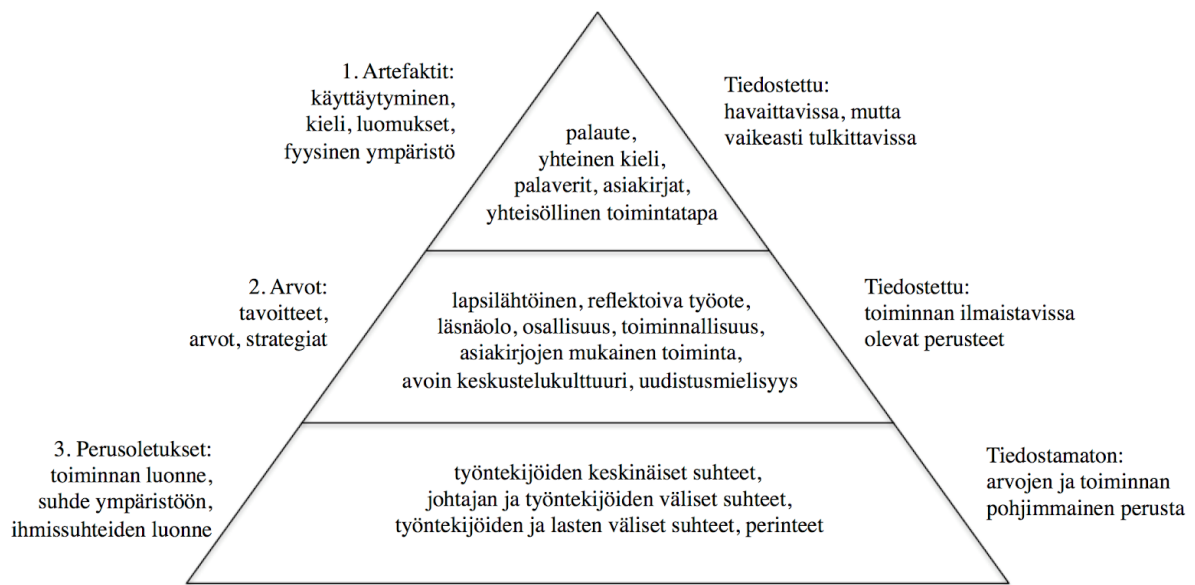 1. Artefaktit:
käyttäytyminen,
kieli, luomukset,
fyysinen ympäristö
palaute,
yhteinen kieli,
palaverit, asiakirjat,
yhteisöllinen toimintatapa
Tiedostettu:
havaittavissa, mutta
vaikeasti tulkittavissa
2. Arvot:
tavoitteet,
arvot, strategiat
lapsilähtöinen, reflektoiva työote,
läsnäolo, osallisuus, toiminnallisuus,
asiakirjojen mukainen toiminta,
avoin keskustelukulttuuri, uudistusmielisyys
Tiedostettu:
toiminnan ilmaistavissa
olevat perusteet
3. Perusoletukset:
toiminnan luonne,
suhde ympäristöön,
ihmissuhteiden luonne
työntekijöiden keskinäiset suhteet,
johtajan ja työntekijöiden väliset suhteet,
työntekijöiden ja lasten väliset suhteet, perinteet
Tiedostamaton:
arvojen ja toiminnan
pohjimmainen perusta